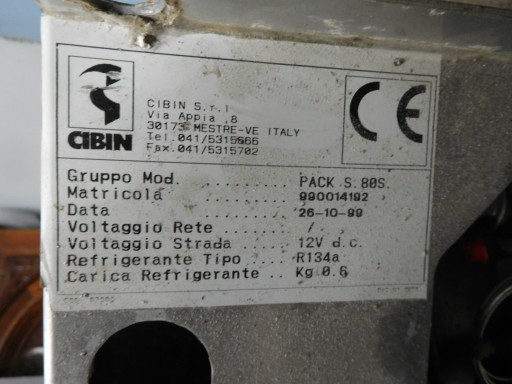 CIBIN
CIBIN S.r.l
Via Appia ,8
30173 MESTRE-VE ITALY
Tel.041/5315566
Fax.041/5315702
CE
Gruppo Mod. .......... PACK.S.80S.
Matricola .......... 990014192
Data .......... 26-10-99
Voltaggio Rete ....... /
Voltaggio Strada ..... 12V d.c.
Refrigerante Tipo .... R134a
Carica Refrigerante .. Kg 0.6